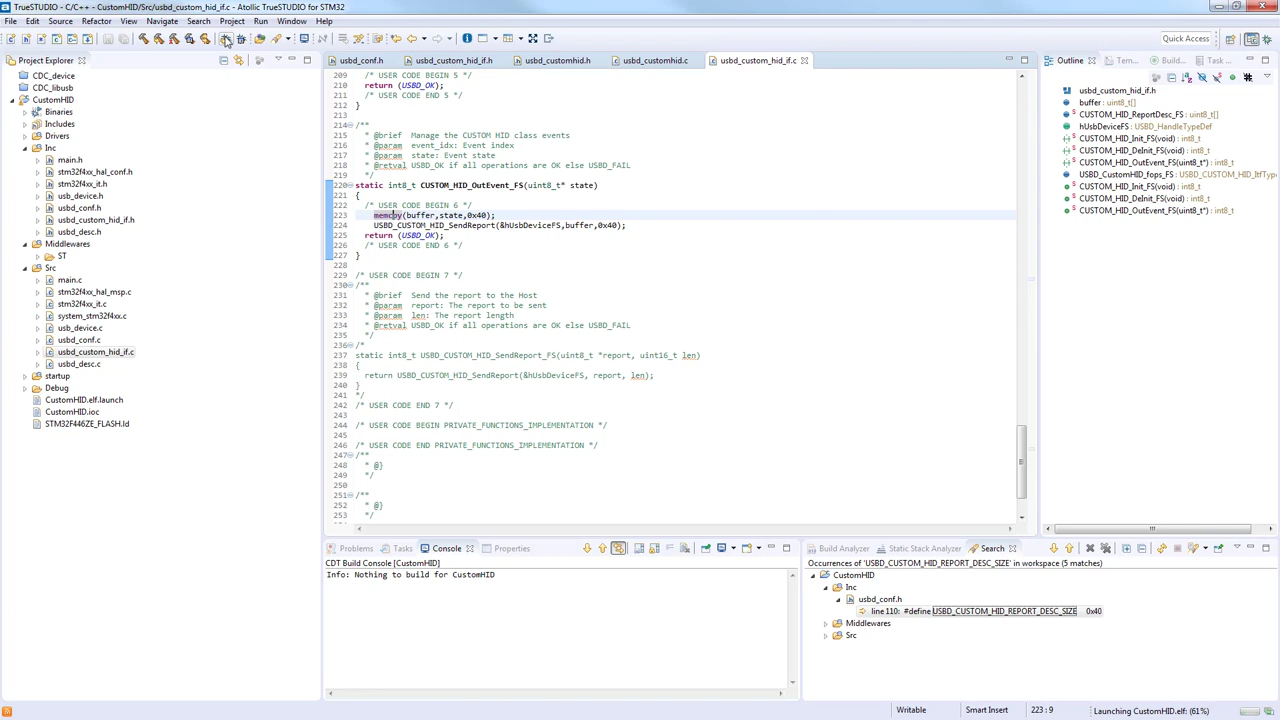 TrueSTUDIO - C/C++ - CustomHID/Src/usbd_custom_hid_if.c - Atollic TrueSTUDIO for STM32
File Edit Source Refactor View Navigate Search Project Run Window Help
Quick Access
Project Explorer
CDC_device
CDC_libusb
CustomHID
Binaries
Includes
Drivers
Inc
main.h
stm32f4xx_hal_conf.h
stm32f4xx_it.h
usb_device.h
usbd_conf.h
usbd_custom_hid_if.h
usbd_desc.h
Middlewares
ST
Src
main.c
stm32f4xx_hal_msp.c
stm32f4xx_it.c
system_stm32f4xx.c
usb_device.c
usbd_conf.c
usbd_custom_hid_if.c
usbd_desc.c
startup
Debug
CustomHID.elf.launch
CustomHID.ioc
STM32F446ZE_FLASH.ld
usbd_conf.h usbd_custom_hid_if.h usbd_customhid.h usbd_customhid.c usbd_custom_hid_if.c
209 /* USER CODE BEGIN 5 */
210 return (USBD_OK);
211 /* USER CODE END 5 */
212 }
213
214 /**
215 * @brief Manage the CUSTOM HID class events
216 * @param event_idx: Event index
217 * @param state: Event state
218 * @retval USBD_OK if all operations are OK else USBD_FAIL
219 */
220 static int8_t CUSTOM_HID_OutEvent_FS(uint8_t* state)
221 {
222 /* USER CODE BEGIN 6 */
223 memcpy(buffer,state,0x40);
224 USBD_CUSTOM_HID_SendReport(&hUsbDeviceFS,buffer,0x40);
225 return (USBD_OK);
226 /* USER CODE END 6 */
227 }
228
229 /* USER CODE BEGIN 7 */
230 /**
231 * @brief Send the report to the Host
232 * @param report: The report to be sent
233 * @param len: The report length
234 * @retval USBD_OK if all operations are OK else USBD_FAIL
235 */
236 /*
237 static int8_t USBD_CUSTOM_HID_SendReport_FS(uint8_t *report, uint16_t len)
238 {
239 return USBD_CUSTOM_HID_SendReport(&hUsbDeviceFS, report, len);
240 }
241 */
242 /* USER CODE END 7 */
243
244 /* USER CODE BEGIN PRIVATE_FUNCTIONS_IMPLEMENTATION */
245
246 /* USER CODE END PRIVATE_FUNCTIONS_IMPLEMENTATION */
247 /**
248 * @}
249 */
250
251 /**
252 * @}
253 */
Outline Tem... Build... Task ...
usbd_custom_hid_if.h
buffer : uint8_t[]
CUSTOM_HID_ReportDesc_FS : uint8_t[]
hUsbDeviceFS : USBD_HandleTypeDef
CUSTOM_HID_Init_FS(void) : int8_t
CUSTOM_HID_DeInit_FS(void) : int8_t
CUSTOM_HID_OutEvent_FS(uint8_t*) : int8_t
USBD_CustomHID_fops_FS : USBD_CUSTOM_HID_ItfTyp
CUSTOM_HID_Init_FS(void) : int8_t
CUSTOM_HID_DeInit_FS(void) : int8_t
CUSTOM_HID_OutEvent_FS(uint8_t*) : int8_t
Problems Tasks Console Properties
CDT Build Console [CustomHID]
Info: Nothing to build for CustomHID
Build Analyzer Static Stack Analyzer Search
Occurrences of 'USBD_CUSTOM_HID_REPORT_DESC_SIZE' in workspace (5 matches)
CustomHID
Inc
usbd_conf.h
line 110: #define USBD_CUSTOM_HID_REPORT_DESC_SIZE 0x40
Middlewares
Src
Writable Smart Insert 223 : 9 Launching CustomHID.elf: (61%)